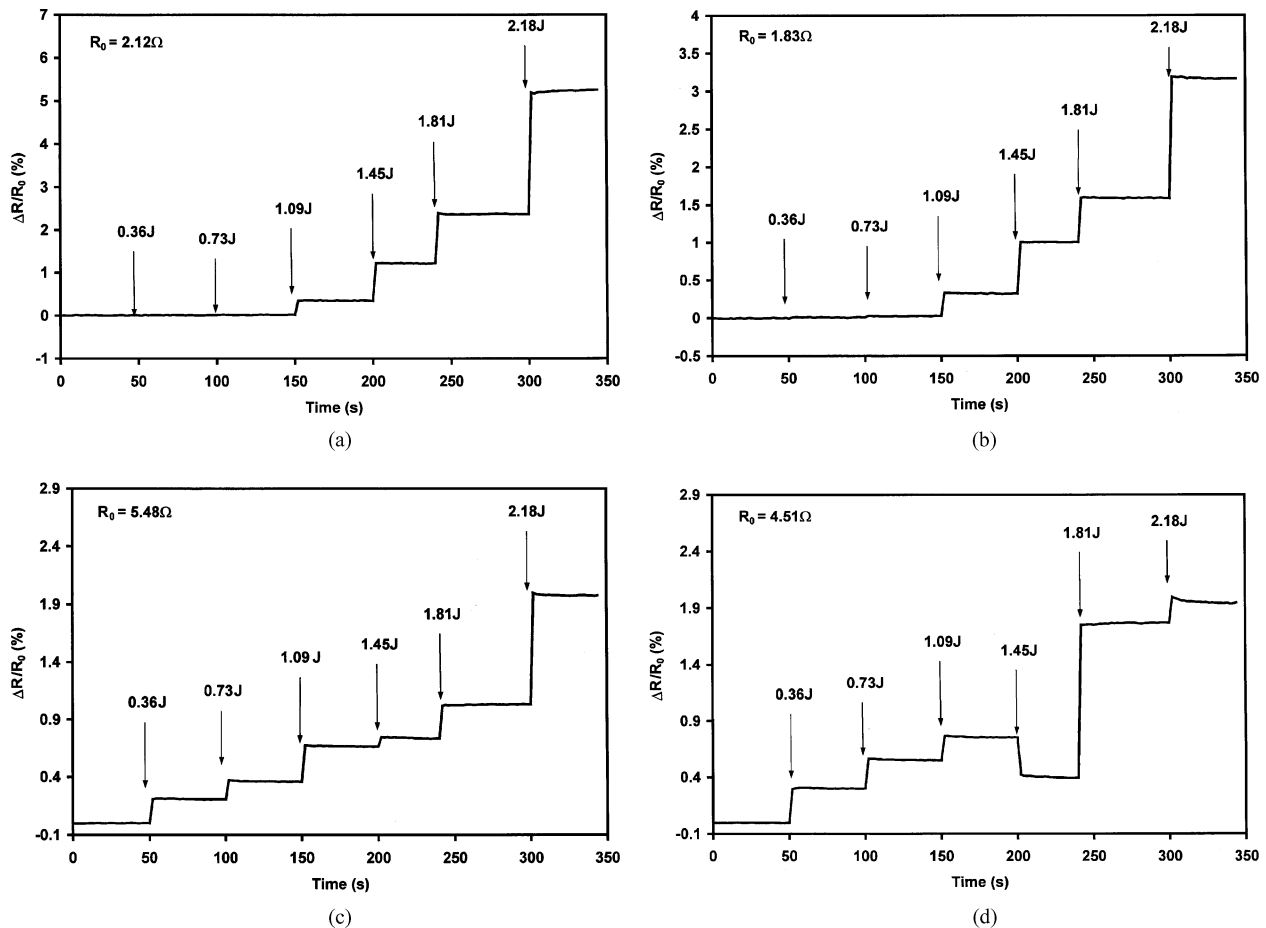 R0 = 2.12Ω
0.36J
0.73J
1.09J
1.45J
1.81J
2.18J
7
6
5
4
3
2
1
0
-1
ΔR/R0 (%)
0 50 100 150 200 250 300 350
Time (s)
(a)
R0 = 1.83Ω
0.36J
0.73J
1.09J
1.45J
1.81J
2.18J
4
3.5
3
2.5
2
1.5
1
0.5
0
-0.5
ΔR/R0 (%)
0 50 100 150 200 250 300 350
Time (s)
(b)
R0 = 5.48Ω
0.36J
0.73J
1.09 J
1.45J
1.81J
2.18J
2.9
2.4
1.9
1.4
0.9
0.4
-0.1
ΔR/R0 (%)
0 50 100 150 200 250 300 350
Time (s)
(c)
R0 = 4.51Ω
0.36J
0.73J
1.09J
1.45J
1.81J
2.18J
2.9
2.4
1.9
1.4
0.9
0.4
-0.1
ΔR/R0 (%)
0 50 100 150 200 250 300 350
Time (s)
(d)